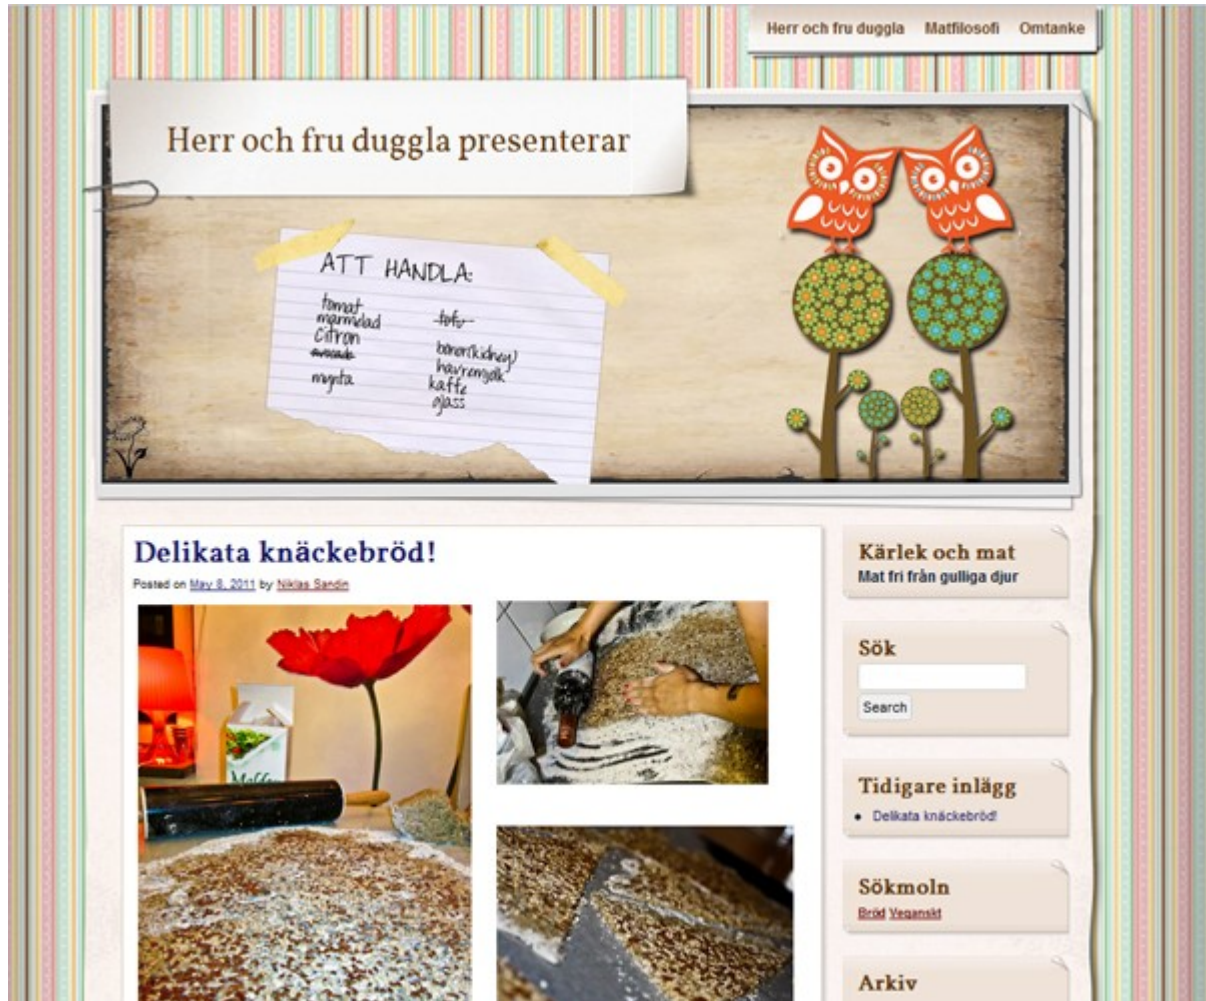 Herr och fru duggla Matfilosofi Omtanke
Herr och fru duggla presenterar
ATT HANDLA:
tomat
marmelad
citron
avocado
mynta
tofu
bönor(kidney)
havremjölk
kaffe
glass
Delikata knäckebröd!
Posted on May 8, 2011 by Niklas Sandin
Kärlek och mat
Mat fri från gulliga djur
Sök
Search
Tidigare inlägg
Delikata knäckebröd!
Sökmoln
Bröd Veganskt
Arkiv